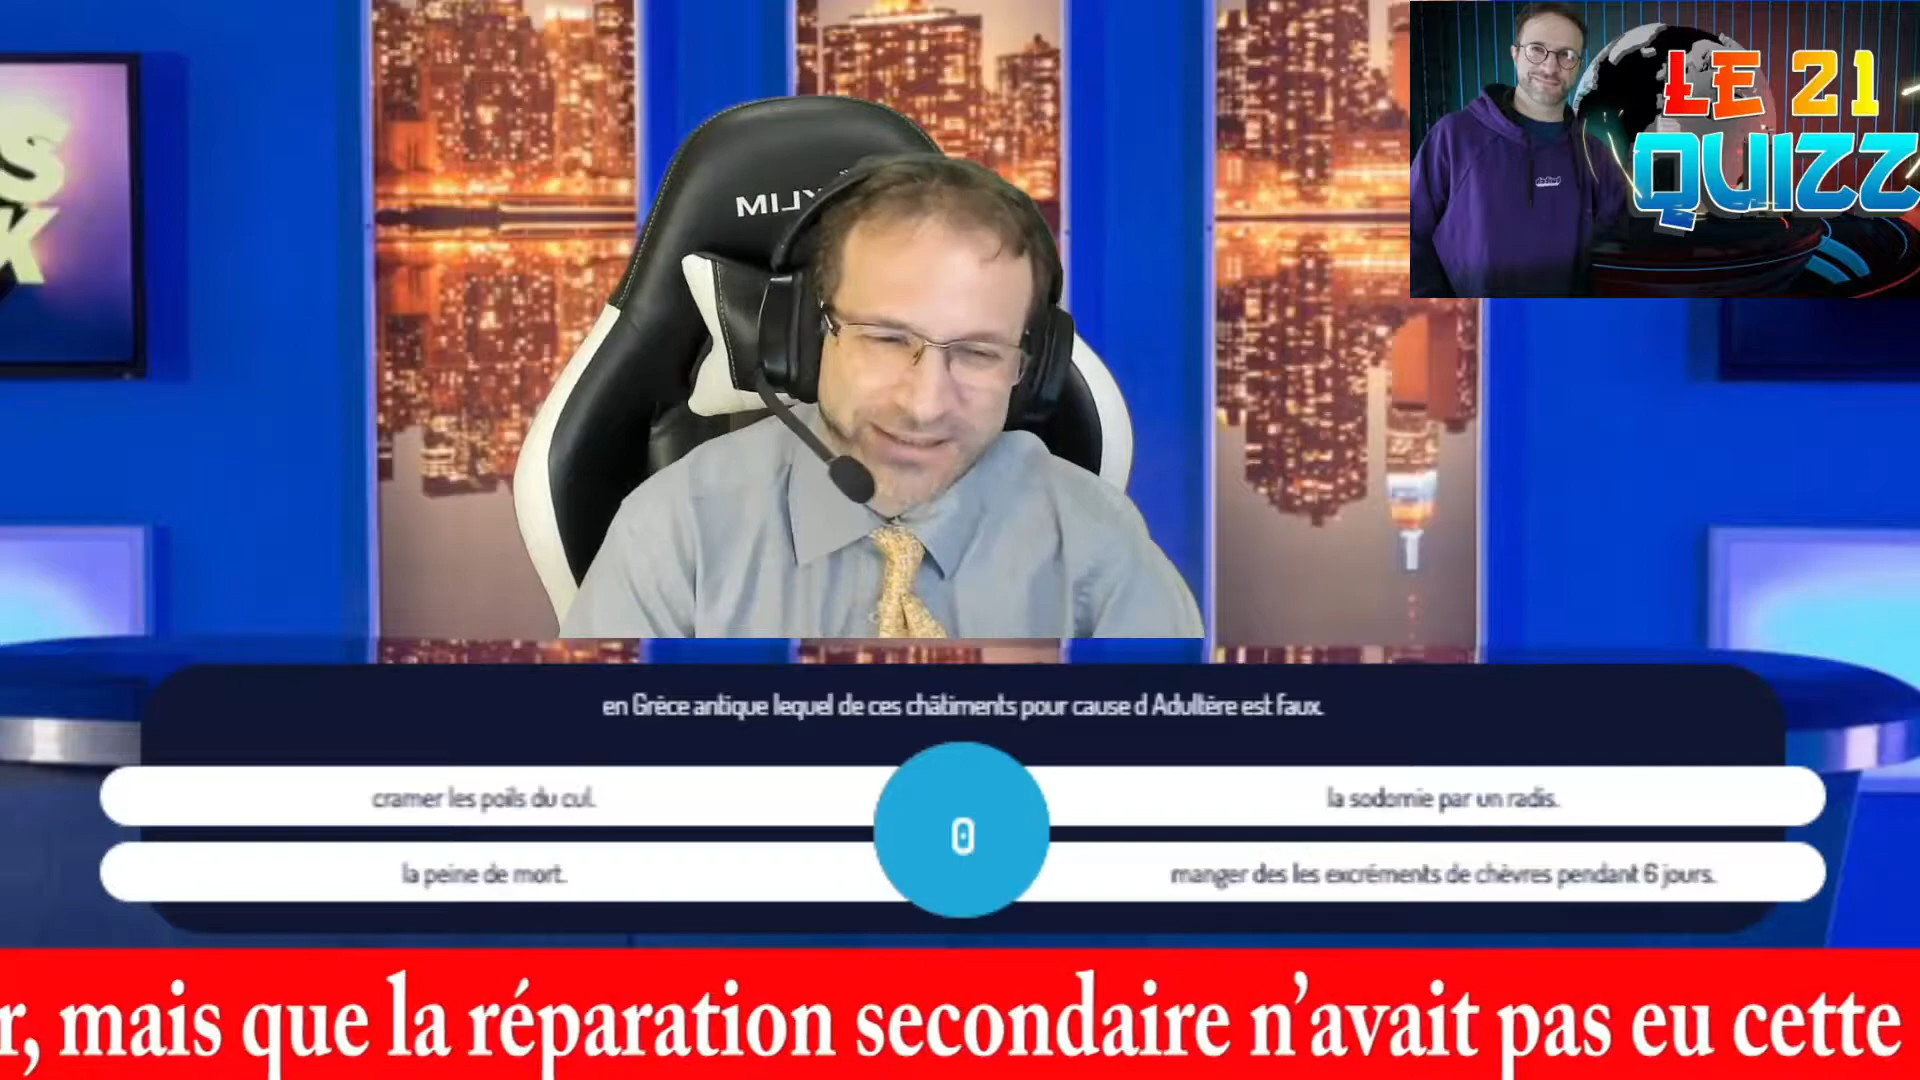 LE 21
QUIZZ
en Grèce antique lequel de ces châtiments pour cause d Adultère est faux.
cramer les poils du cul.
la sodomie par un radis.
0
la peine de mort.
manger des les excréments de chèvres pendant 6 jours.
r, mais que la réparation secondaire n’avait pas eu cette